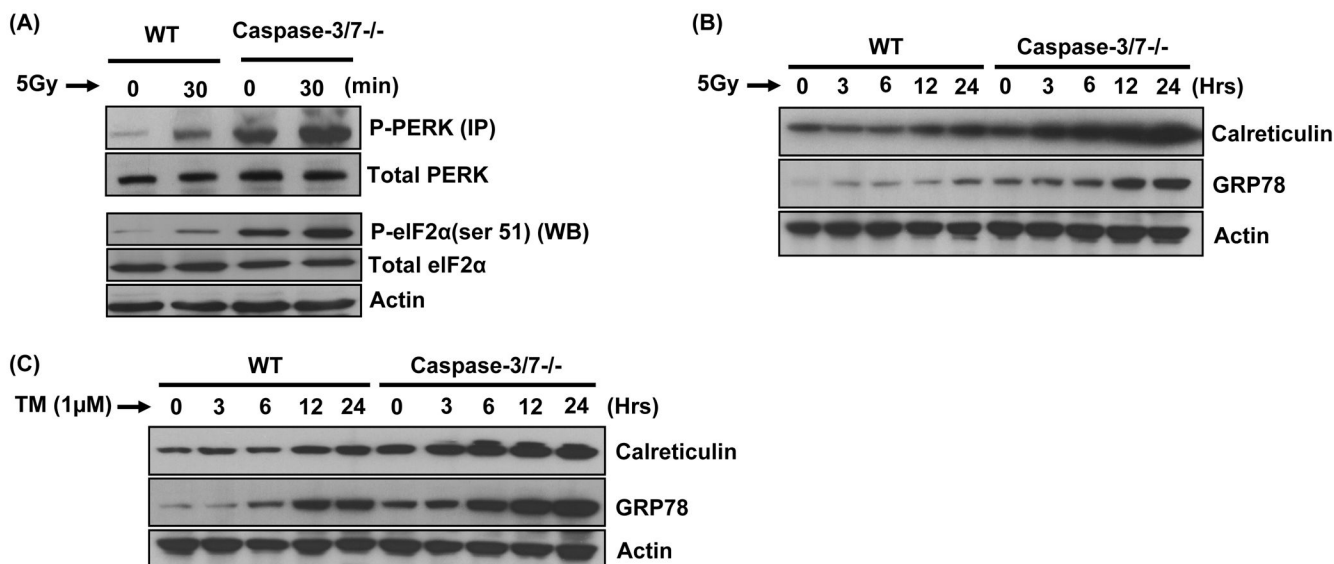 (A)
WT Caspase-3/7-/-
5Gy 0 30 0 30 (min)
P-PERK (IP)
Total PERK
P-eIF2α(ser 51) (WB)
Total eIF2α
Actin
(B)
WT Caspase-3/7-/-
5Gy 0 3 6 12 24 0 3 6 12 24 (Hrs)
Calreticulin
GRP78
Actin
(C)
WT Caspase-3/7-/-
TM (1µM) 0 3 6 12 24 0 3 6 12 24 (Hrs)
Calreticulin
GRP78
Actin